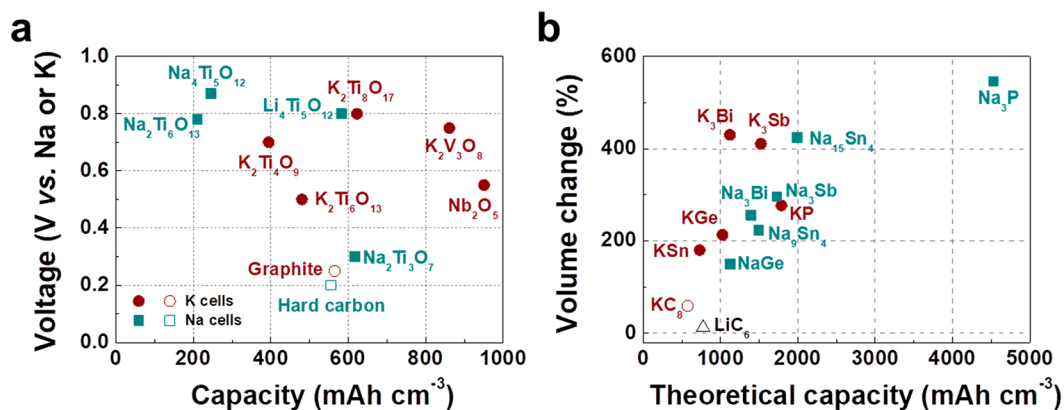 a
Voltage (V vs. Na or K)
1.0
0.8
0.6
0.4
0.2
0.0
0
200
400
600
800
1000
Capacity (mAh cm⁻³)
Na₄Ti₅O₁₂
Na₂Ti₆O₁₃
Li₄Ti₅O₁₂
K₂Ti₈O₁₇
K₂V₃O₈
K₂Ti₄O₉
K₂Ti₆O₁₃
Nb₂O₅
Na₂Ti₃O₇
Graphite
Hard carbon
K cells
Na cells
b
Volume change (%)
600
400
200
0
0
1000
2000
3000
4000
5000
Theoretical capacity (mAh cm⁻³)
Na₃P
K₃Bi
K₃Sb
Na₁₅Sn₄
Na₃Bi
Na₃Sb
KP
KGe
Na₉Sn₄
KSn
NaGe
KC₈
LiC₆